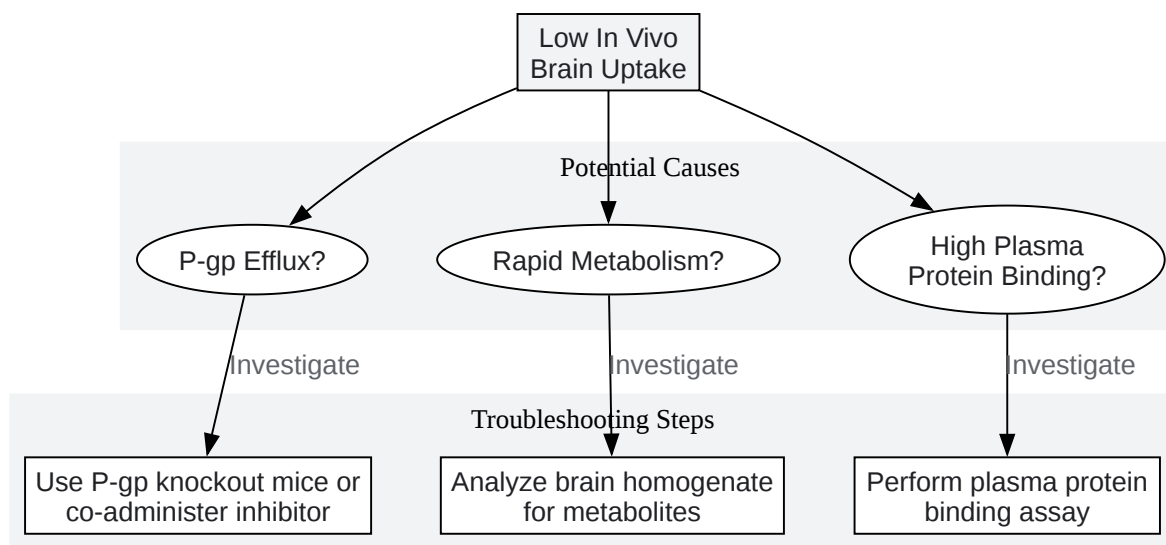 Low In Vivo
Brain Uptake
Potential Causes
P-gp Efflux?
Rapid Metabolism?
High Plasma
Protein Binding?
Investigate
Investigate
Investigate
Troubleshooting Steps
Use P-gp knockout mice or
co-administer inhibitor
Analyze brain homogenate
for metabolites
Perform plasma protein
binding assay